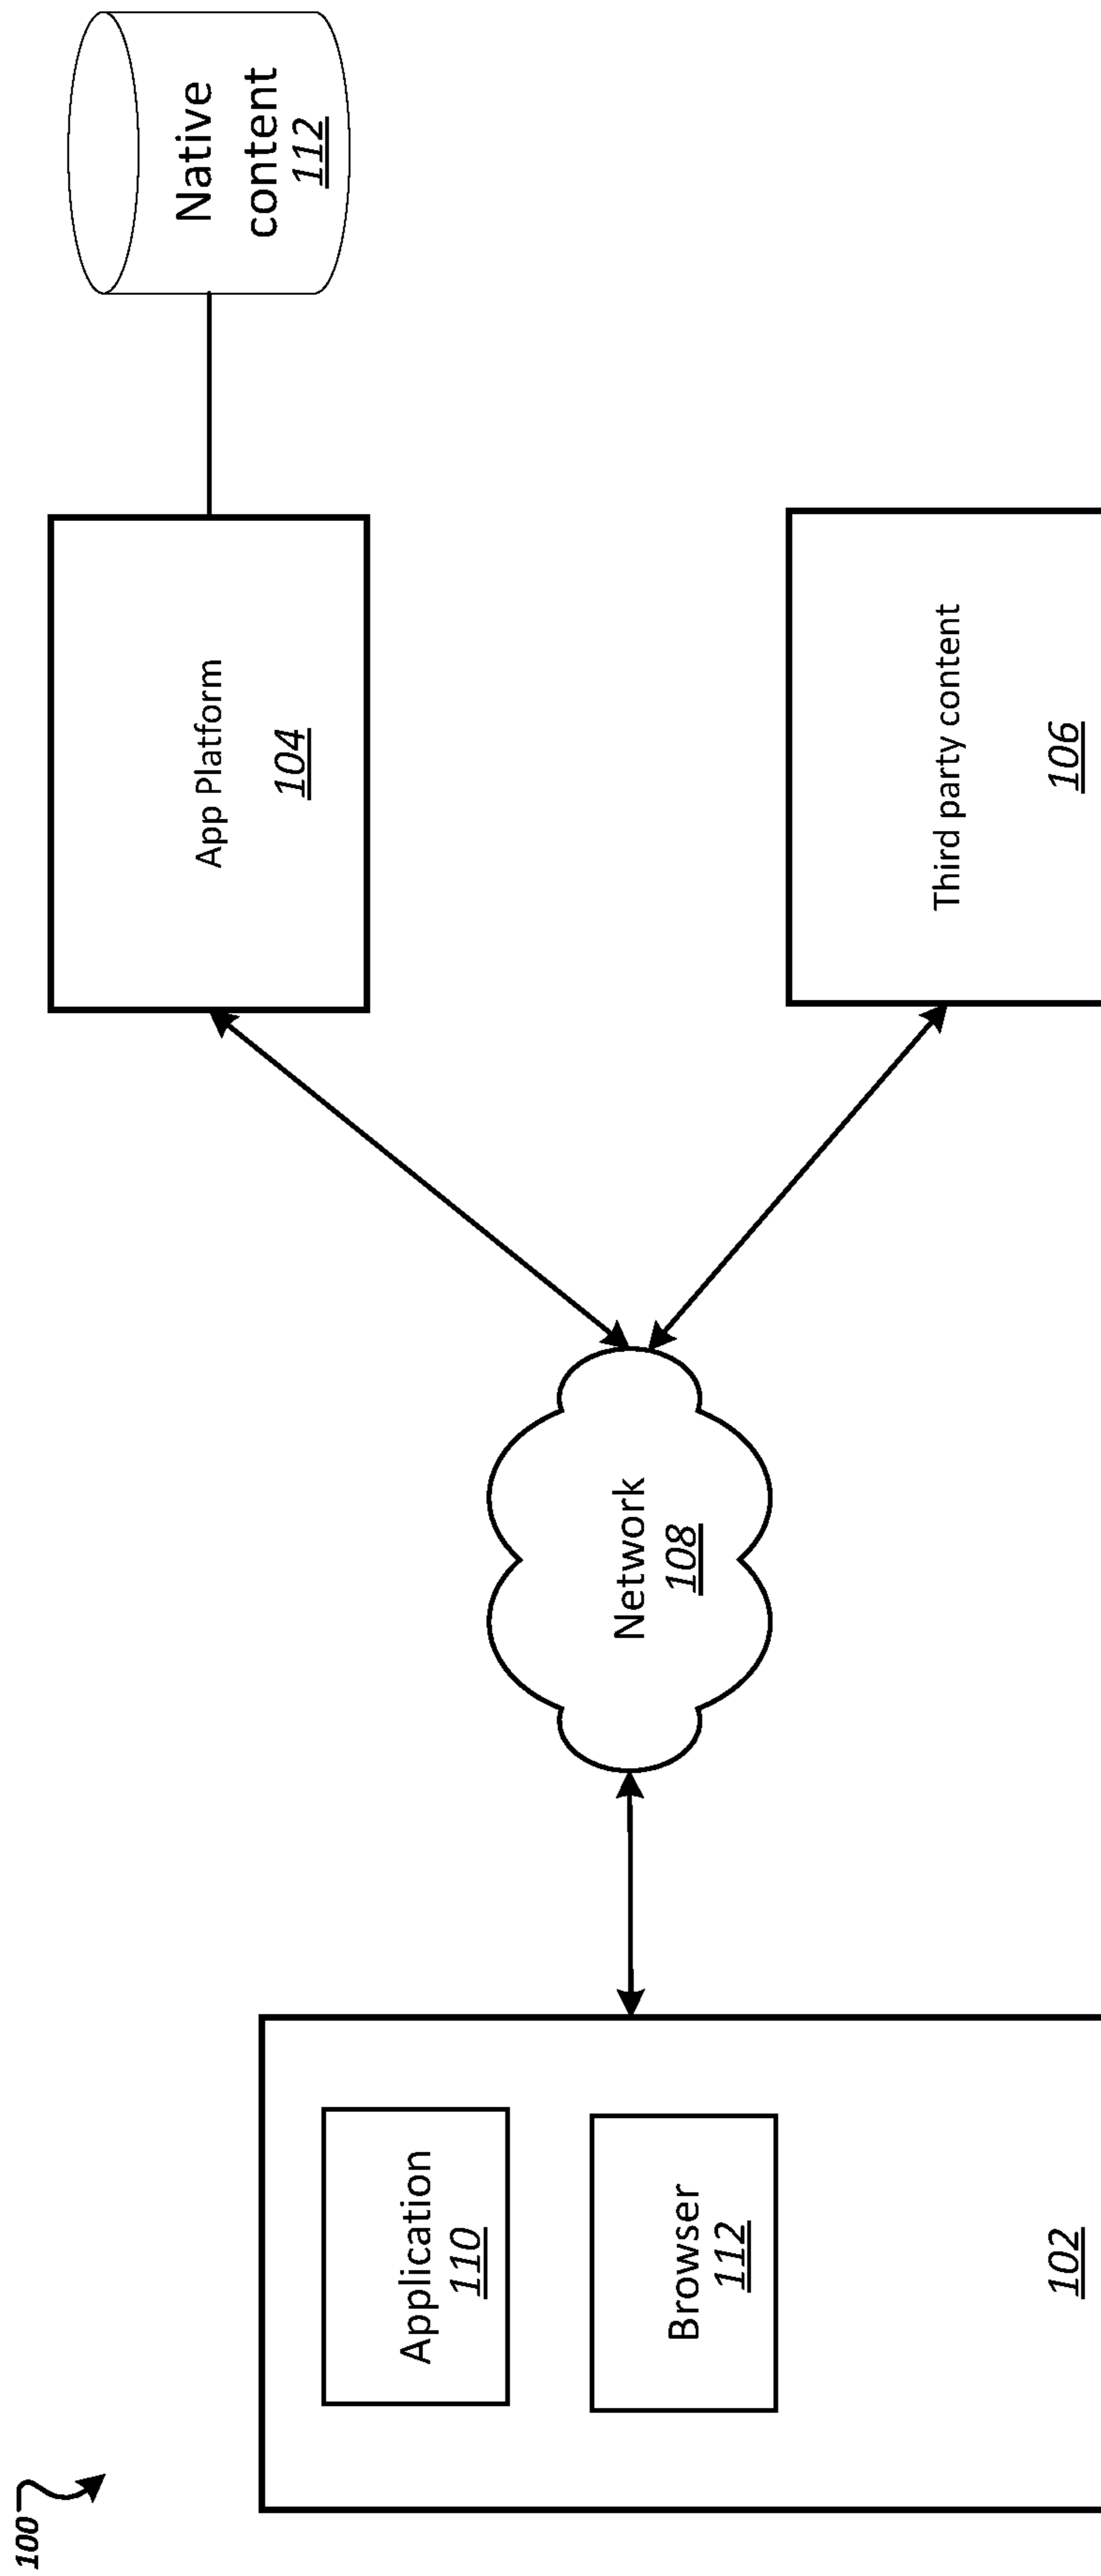 100
Application
110
Browser
112
102
Network
108
App Platform
104
Third party content
106
Native
content
112